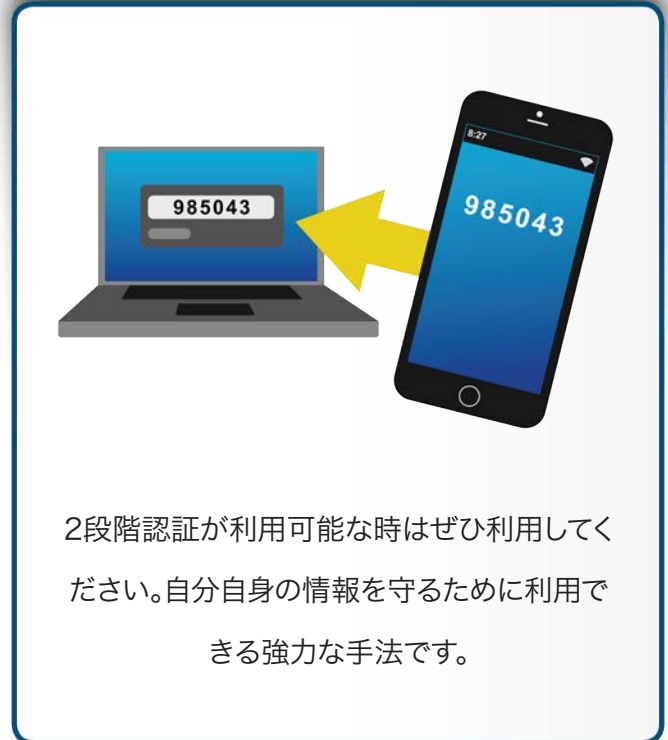 8:27
985043
985043
2段階認証が利用可能な時はぜひ利用してく
ださい。自分自身の情報を守るために利用で
きる強力な手法です。